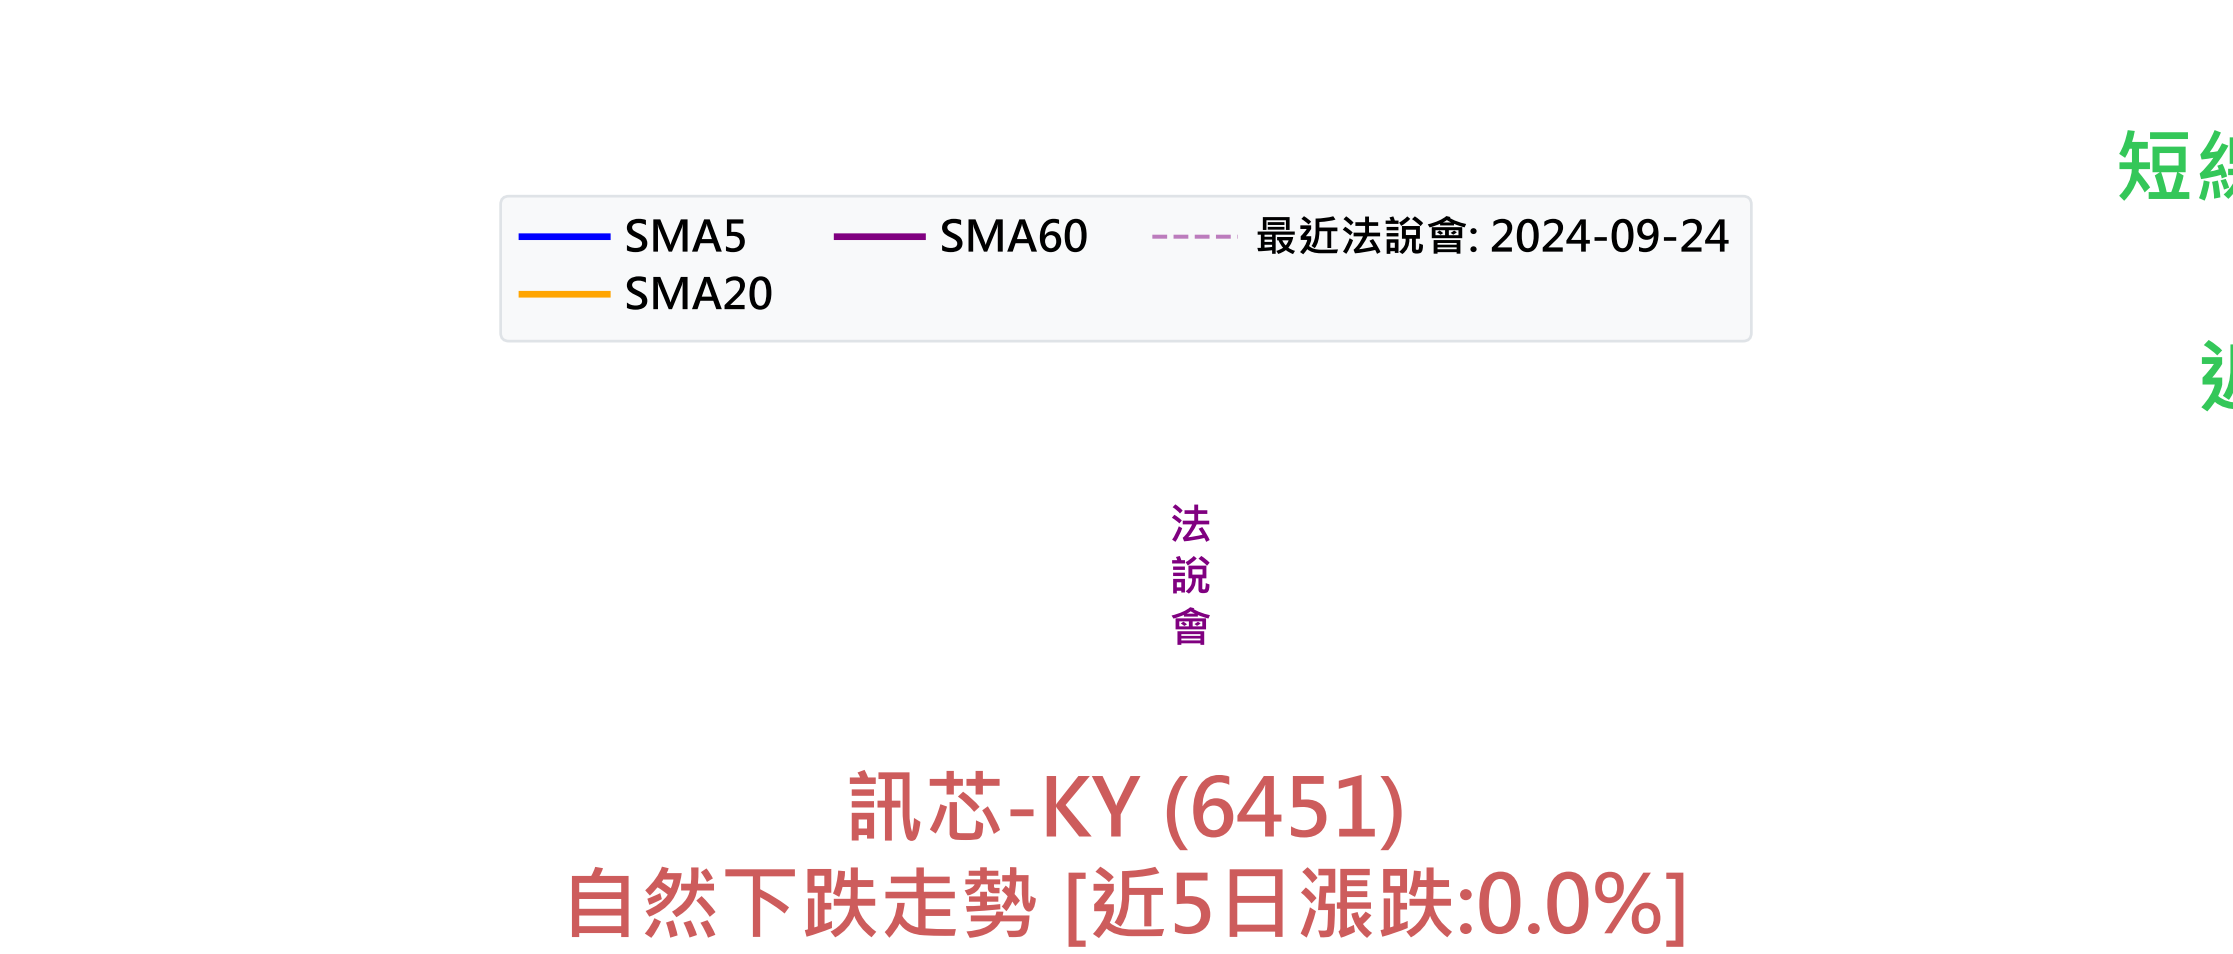 短
SMA5 SMA60 最近法說會: 2024-09-24
SMA20
法
說
會
訊芯-KY (6451)
自然下跌走勢 [近5日漲跌:0.0%]